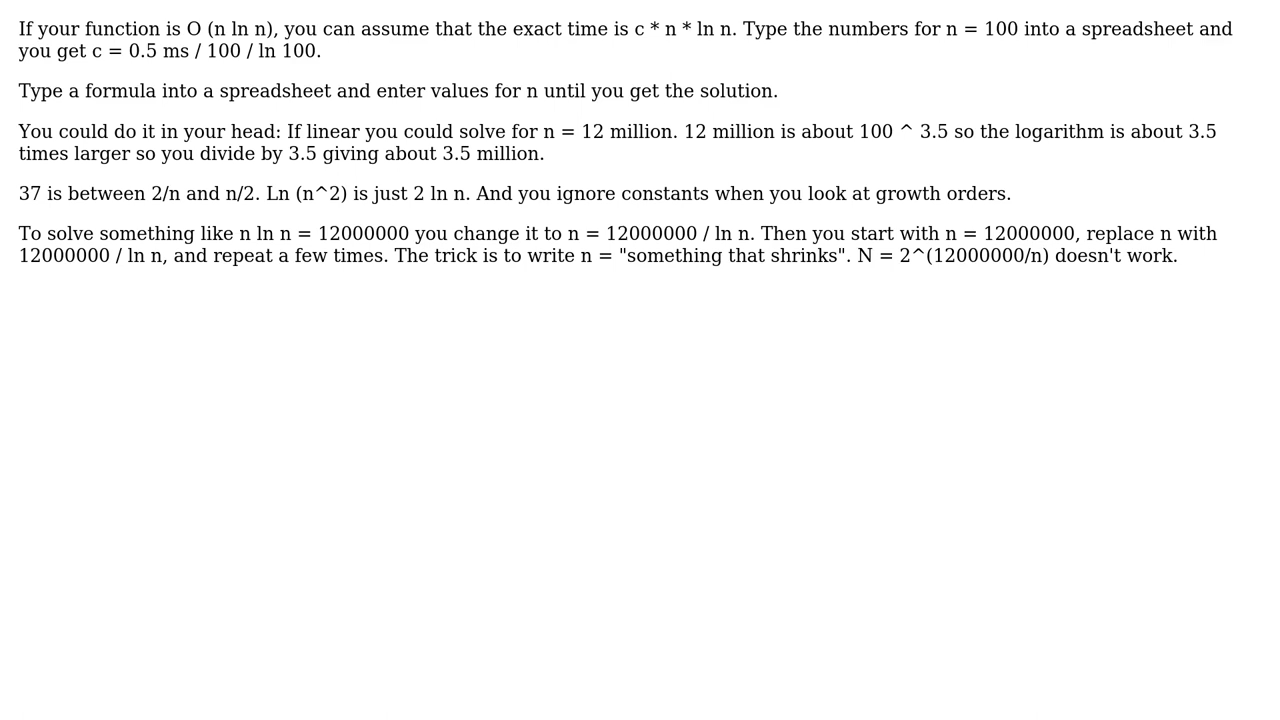 If your function is O (n ln n), you can assume that the exact time is c * n * ln n. Type the numbers for n = 100 into a spreadsheet and
you get c = 0.5 ms / 100 / ln 100.
Type a formula into a spreadsheet and enter values for n until you get the solution.
You could do it in your head: If linear you could solve for n = 12 million. 12 million is about 100 ^ 3.5 so the logarithm is about 3.5
times larger so you divide by 3.5 giving about 3.5 million.
37 is between 2/n and n/2. Ln (n^2) is just 2 ln n. And you ignore constants when you look at growth orders.
To solve something like n ln n = 12000000 you change it to n = 12000000 / ln n. Then you start with n = 12000000, replace n with
12000000 / ln n, and repeat a few times. The trick is to write n = "something that shrinks". N = 2^(12000000/n) doesn't work.